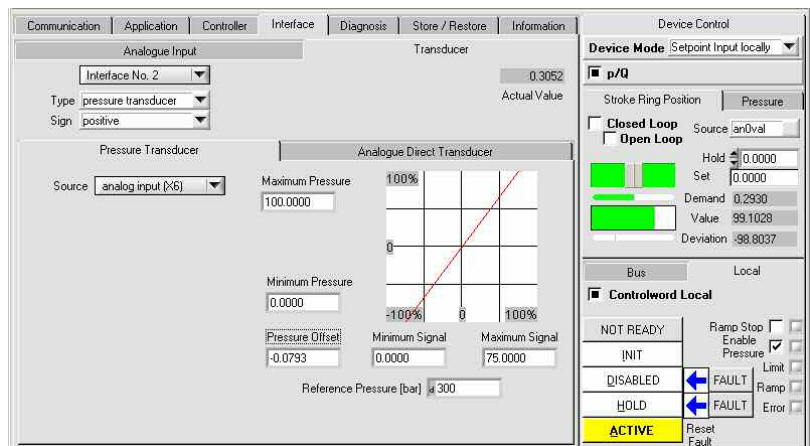 Communication Application Controller Interface Diagnosis Store / Restore Information
Analogue Input Transducer
Interface No. 2
0.3052
Actual Value
Type pressure transducer
Sign positive
Pressure Transducer Analogue Direct Transducer
Source analog input (X6)
Maximum Pressure
100.0000
100%
0
-100% 0 100%
Minimum Pressure
0.0000
Pressure Offset Minimum Signal Maximum Signal
-0.0793 0.0000 75.0000
Reference Pressure [bar] 300
Device Control
Device Mode Setpoint Input locally
p/Q
Stroke Ring Position Pressure
Closed Loop
Open Loop
Source an0val
Hold 0.0000
Set 0.0000
Demand 0.2930
Value 99.1028
Deviation -98.8037
Bus Local
Controlword Local
NOT READY
INIT
DISABLED
HOLD
ACTIVE
FAULT
FAULT
Reset
Fault
Ramp Stop
Enable
Pressure
Limit
Ramp
Error